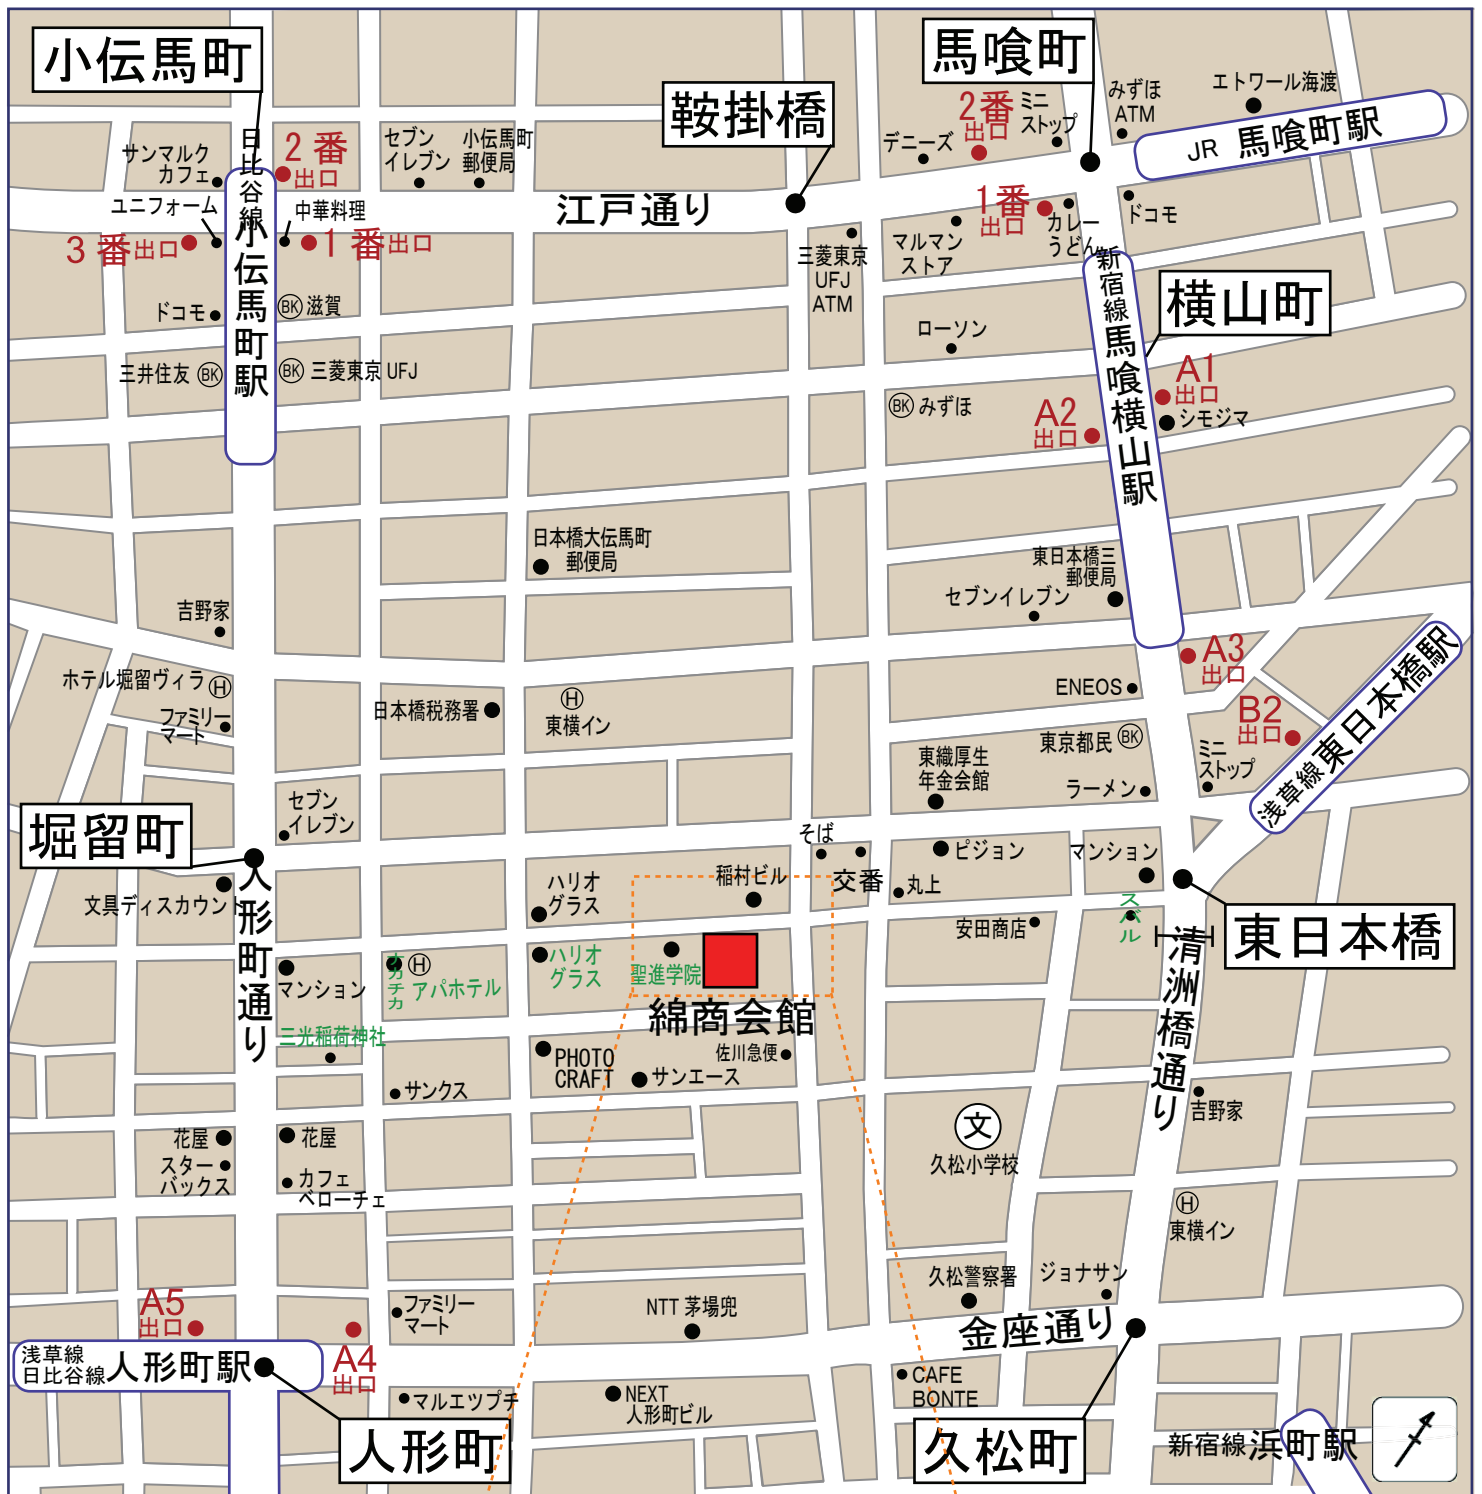 小伝馬町
馬喰町
鞍掛橋
エトワール海渡
みずほ
ATM
2番
出口
ミニ
ストップ
デニーズ
JR 馬喰町駅
サンマルク
カフェ
日比谷線
小伝馬町駅
2番
出口
セブン
イレブン
小伝馬町
郵便局
ユニフォーム
中華料理
3番出口
1番出口
江戸通り
1番
出口
カレー
うどん
ドコモ
マルマン
ストア
三菱東京
UFJ
ATM
新宿線馬喰横山駅
横山町
ドコモ
BK 滋賀
ローソン
三井住友 BK
BK 三菱東京 UFJ
A1
出口
シモジマ
BK みずほ
A2
出口
日本橋大伝馬町
郵便局
東日本橋三
郵便局
セブンイレブン
吉野家
ホテル堀留ヴィラ H
ファミリー
マート
日本橋税務署
H
東横イン
ENEOS
A3
出口
B2
出口
浅草線東日本橋駅
東京都民 BK
ミニ
ストップ
東織厚生
年金会館
ラーメン
堀留町
セブン
イレブン
そば
交番
ピジョン
マンション
丸上
文具ディスカウント
人形町通り
ハリオ
グラス
稲村ビル
安田商店
スバル
東日本橋
清洲橋通り
マンション
ナカチカ
H
アパホテル
ハリオ
グラス
聖進学院
綿商会館
三光稲荷神社
PHOTO
CRAFT
佐川急便
サンエース
サンクス
吉野家
文
久松小学校
花屋
花屋
スター
バックス
カフェ
ベローチェ
H
東横イン
久松警察署
ジョナサン
A5
出口
ファミリー
マート
NTT 茅場兜
金座通り
浅草線
日比谷線
人形町駅
A4
出口
マルエツプチ
NEXT
人形町ビル
CAFE
BONTE
人形町
久松町
新宿線浜町駅